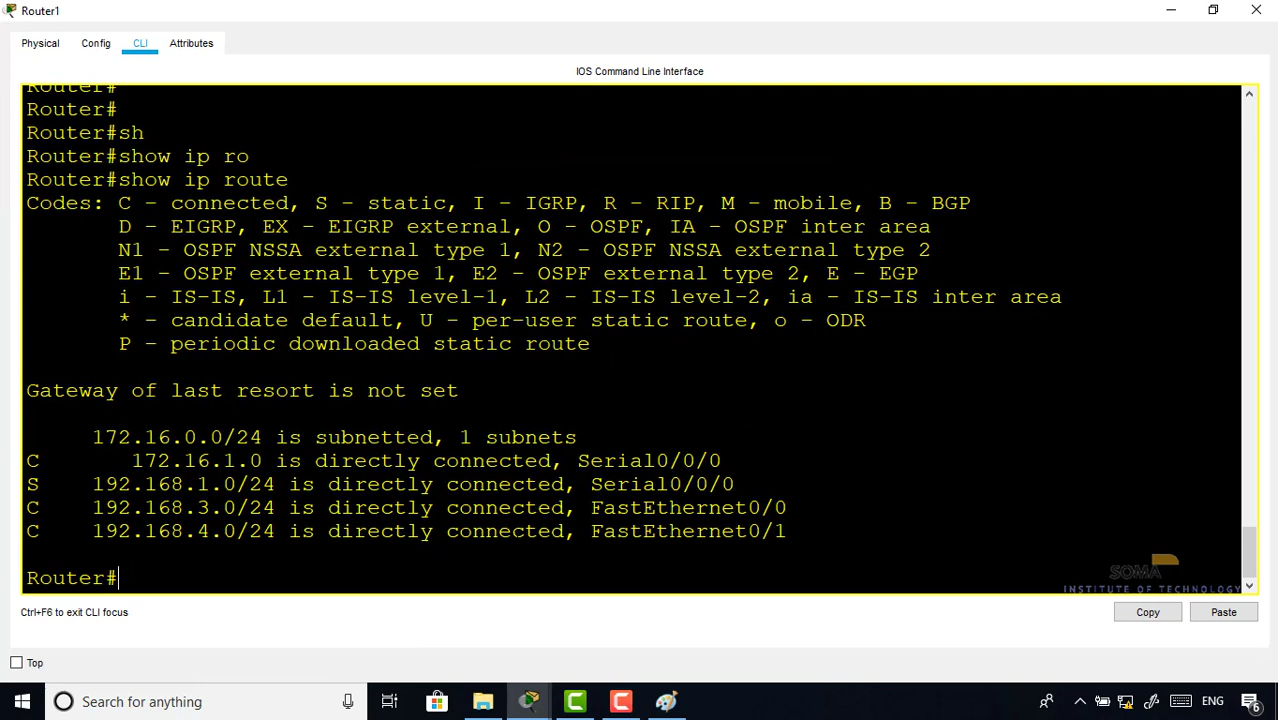 Router1
Physical Config CLI Attributes
IOS Command Line Interface
Router#
Router#
Router#sh
Router#show ip ro
Router#show ip route
Codes: C - connected, S - static, I - IGRP, R - RIP, M - mobile, B - BGP
D - EIGRP, EX - EIGRP external, O - OSPF, IA - OSPF inter area
N1 - OSPF NSSA external type 1, N2 - OSPF NSSA external type 2
E1 - OSPF external type 1, E2 - OSPF external type 2, E - EGP
i - IS-IS, L1 - IS-IS level-1, L2 - IS-IS level-2, ia - IS-IS inter area
* - candidate default, U - per-user static route, o - ODR
P - periodic downloaded static route
Gateway of last resort is not set
172.16.0.0/24 is subnetted, 1 subnets
C 172.16.1.0 is directly connected, Serial0/0/0
S 192.168.1.0/24 is directly connected, Serial0/0/0
C 192.168.3.0/24 is directly connected, FastEthernet0/0
C 192.168.4.0/24 is directly connected, FastEthernet0/1
Router#
SOMA
INSTITUTE OF TECHNOLOGY
Ctrl+F6 to exit CLI focus
Copy Paste
Top
Search for anything
ENG
6